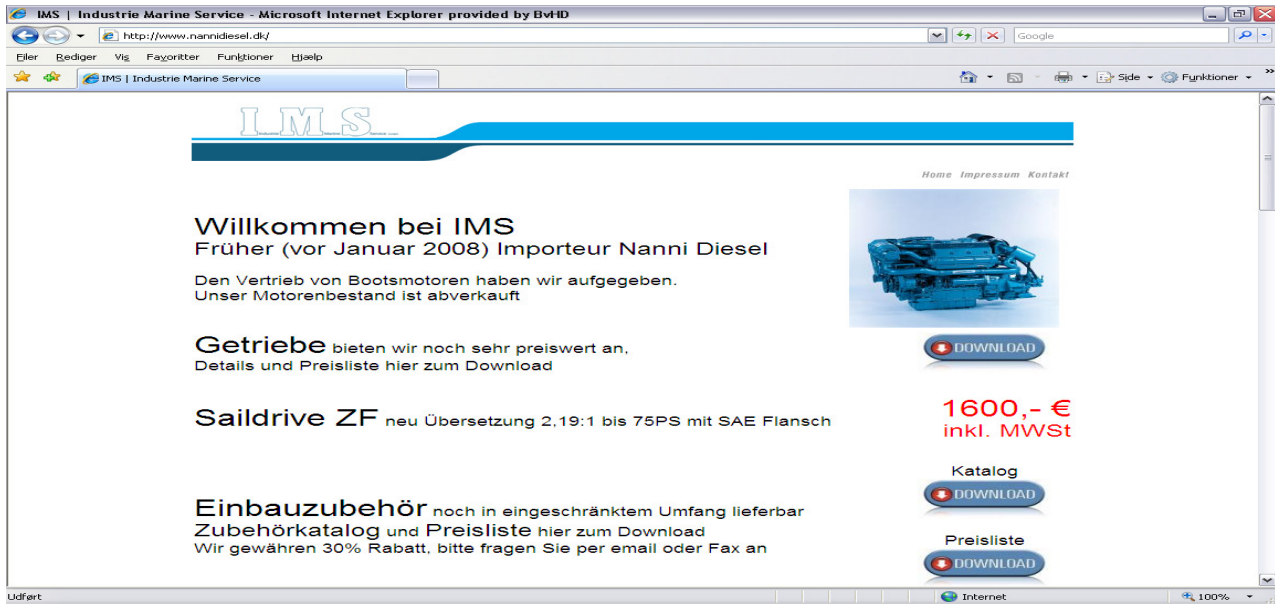 IMS | Industrie Marine Service - Microsoft Internet Explorer provided by BvHD
http://www.nannidiesel.dk/
Google
Filer Rediger Vis Favoritter Funktioner Hjælp
IMS | Industrie Marine Service
Side Funktioner
I.M.S.
Home Impressum Kontakt
Willkommen bei IMS
Früher (vor Januar 2008) Importeur Nanni Diesel
Den Vertrieb von Bootsmotoren haben wir aufgegeben.
Unser Motorenbestand ist abverkauft
Getriebe bieten wir noch sehr preiswert an,
Details und Preisliste hier zum Download
DOWNLOAD
Saildrive ZF neu Übersetzung 2,19:1 bis 75PS mit SAE Flansch
1600,- €
inkl. MWSt
Katalog
DOWNLOAD
Einbauzubehör noch in eingeschränktem Umfang lieferbar
Zubehörkatalog und Preisliste hier zum Download
Wir gewähren 30% Rabatt, bitte fragen Sie per email oder Fax an
Preisliste
DOWNLOAD
Udført
Internet
100%